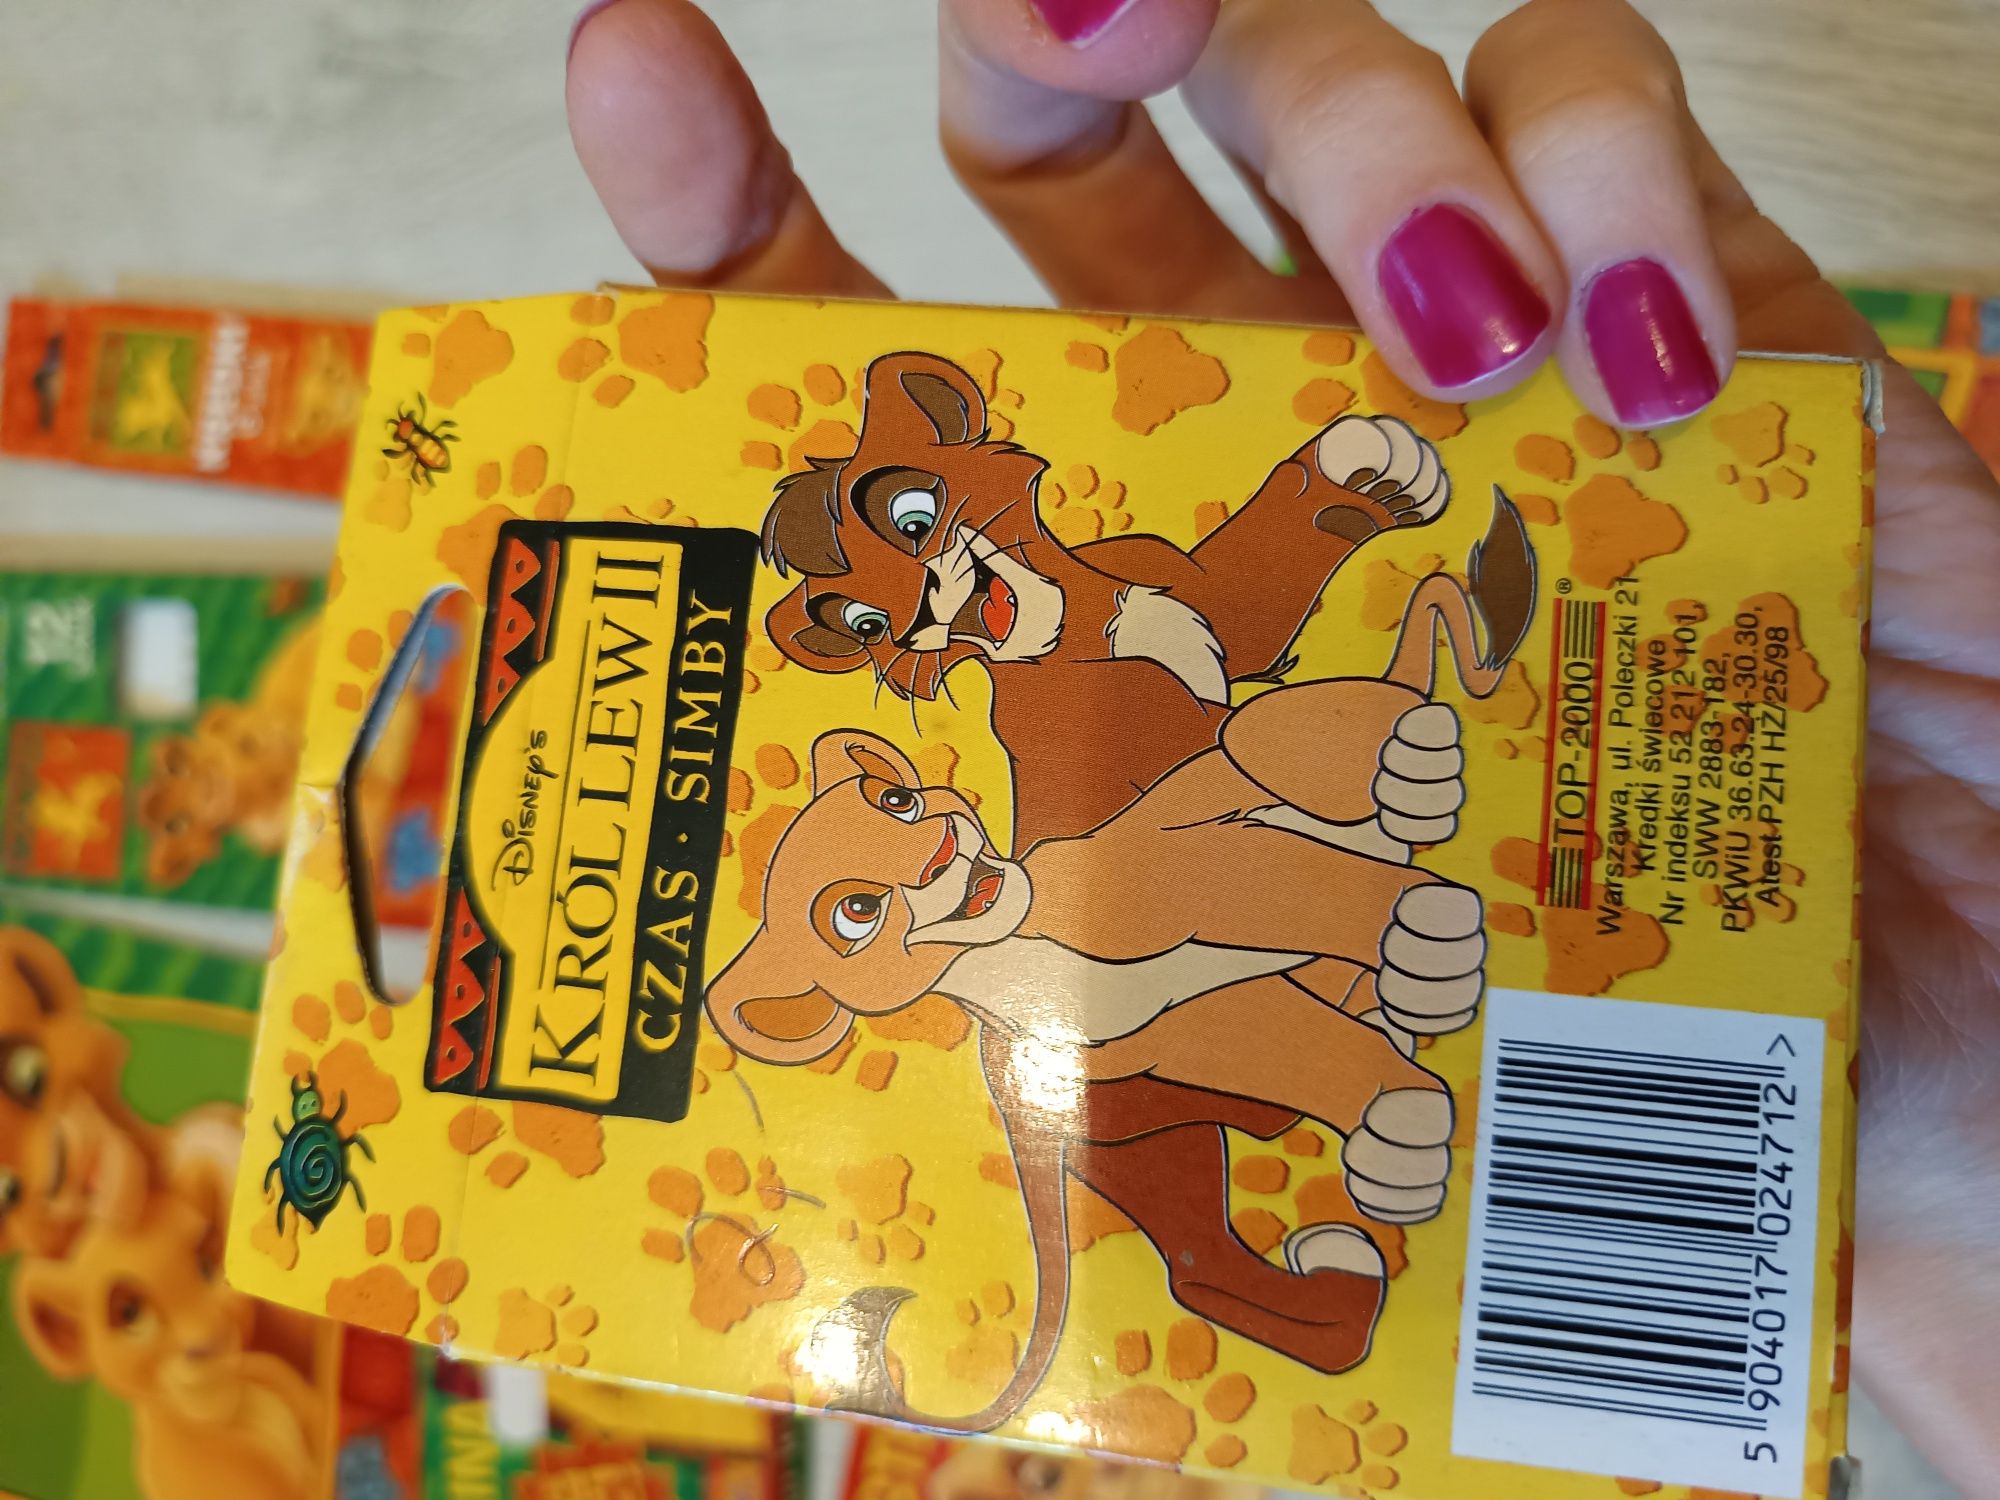 Disney's
KRÓL LEW II
CZAS · SIMBY
TOP-2000®
Warszawa, ul. Poleczki 21
Kredki świecowe
Nr indeksu 52 212 101,
SWW 2883-182,
PKWiU 36.63.24-30.30,
Atest PZH HŻ/25/98
5 904017 024712 >